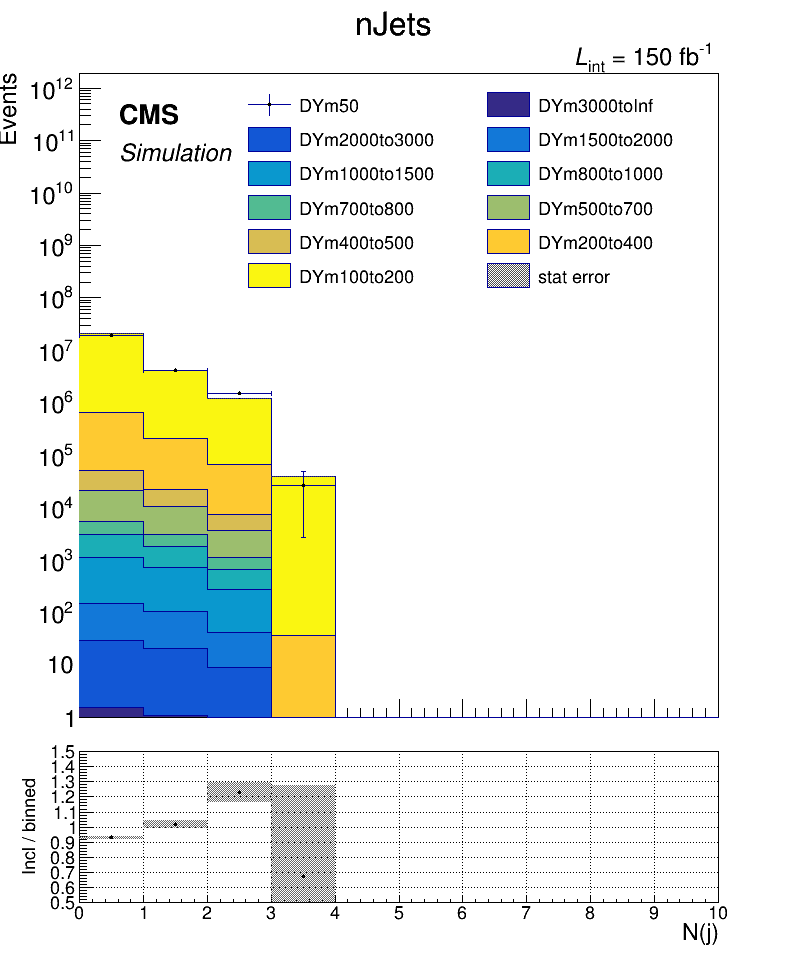 nJets
L_int = 150 fb^-1
Events
CMS
Simulation
DYm50
DYm3000toInf
DYm2000to3000
DYm1500to2000
DYm1000to1500
DYm800to1000
DYm700to800
DYm500to700
DYm400to500
DYm200to400
DYm100to200
stat error
10^12
10^11
10^10
10^9
10^8
10^7
10^6
10^5
10^4
10^3
10^2
10
1
Incl / binned
1.5
1.4
1.3
1.2
1.1
1
0.9
0.8
0.7
0.6
0.5
0 1 2 3 4 5 6 7 8 9 10
N(j)